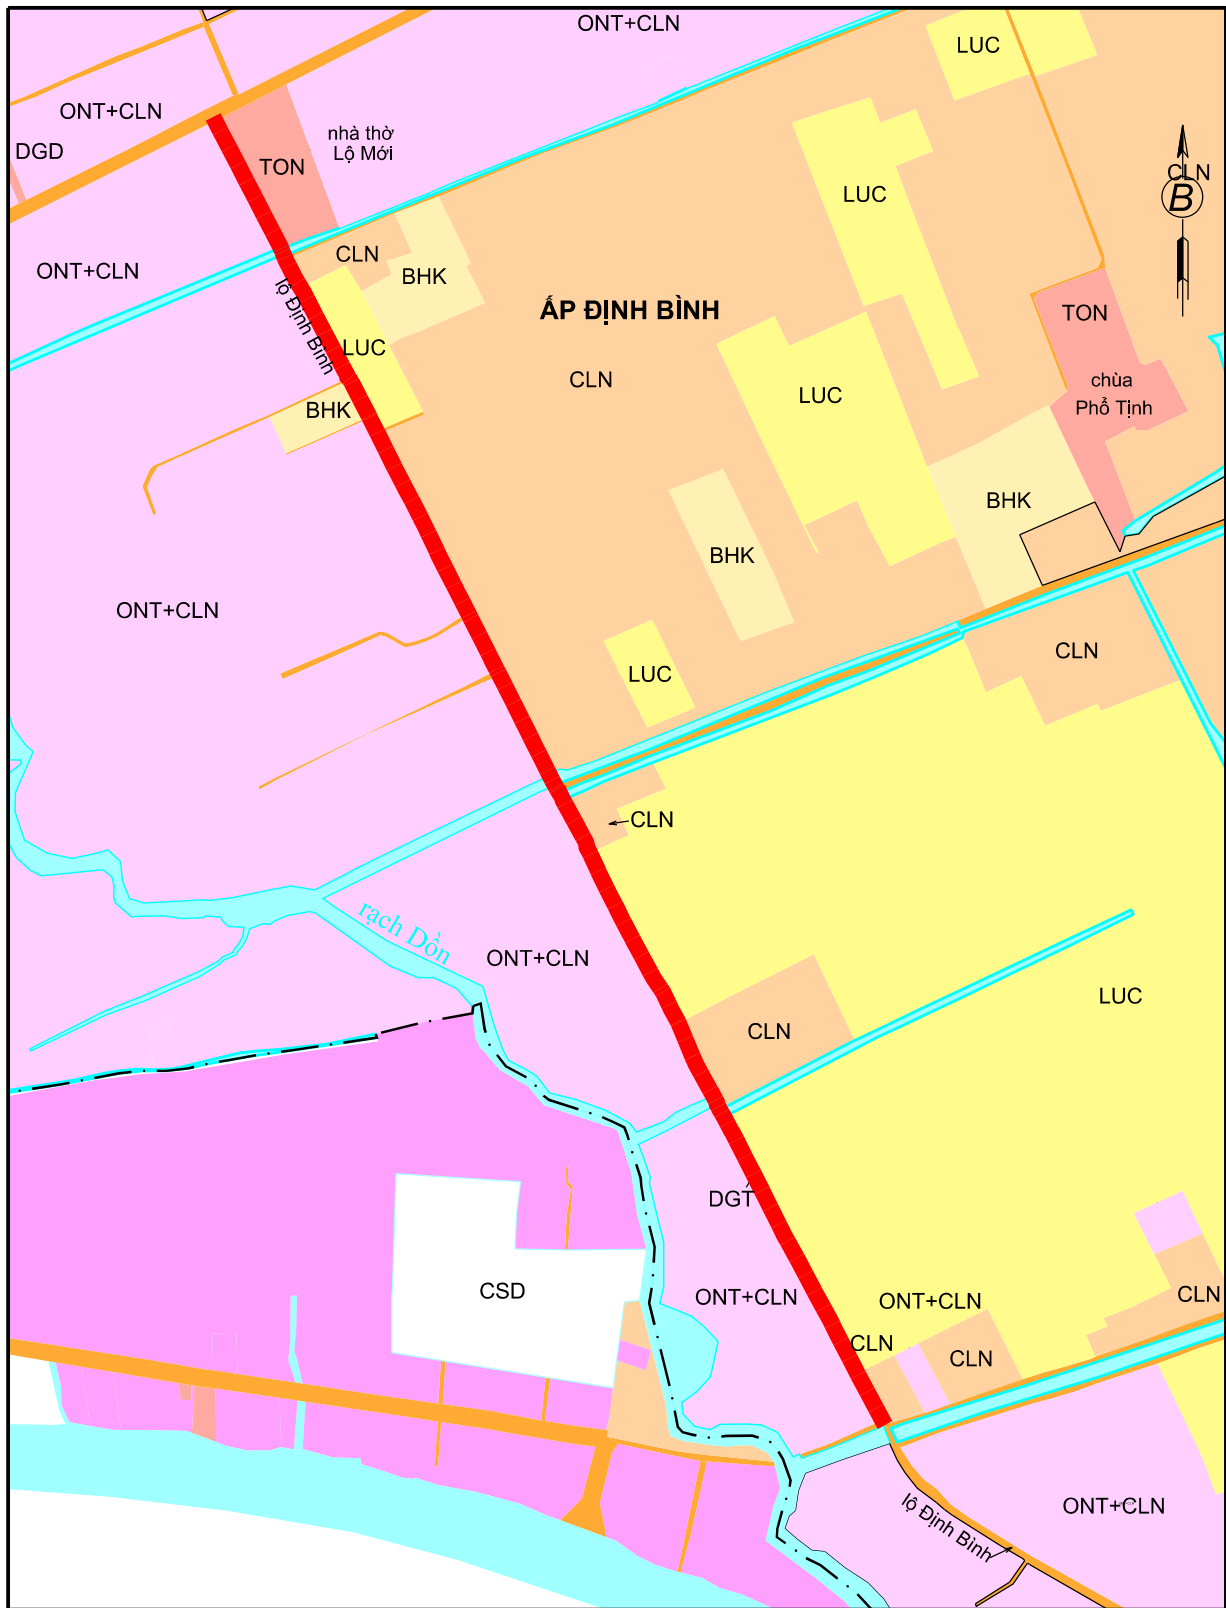 ONT+CLN
LUC
ONT+CLN
nhà thờ
Lộ Mới
DGD
TON
CLN
B
LUC
CLN
ONT+CLN
BHK
lộ Định Bình
ẤP ĐỊNH BÌNH
TON
LUC
CLN
chùa
Phổ Tịnh
LUC
BHK
BHK
BHK
ONT+CLN
CLN
LUC
CLN
rạch Dồn
ONT+CLN
LUC
CLN
DGT
CSD
ONT+CLN
ONT+CLN
CLN
CLN
CLN
lộ Định Bình
ONT+CLN